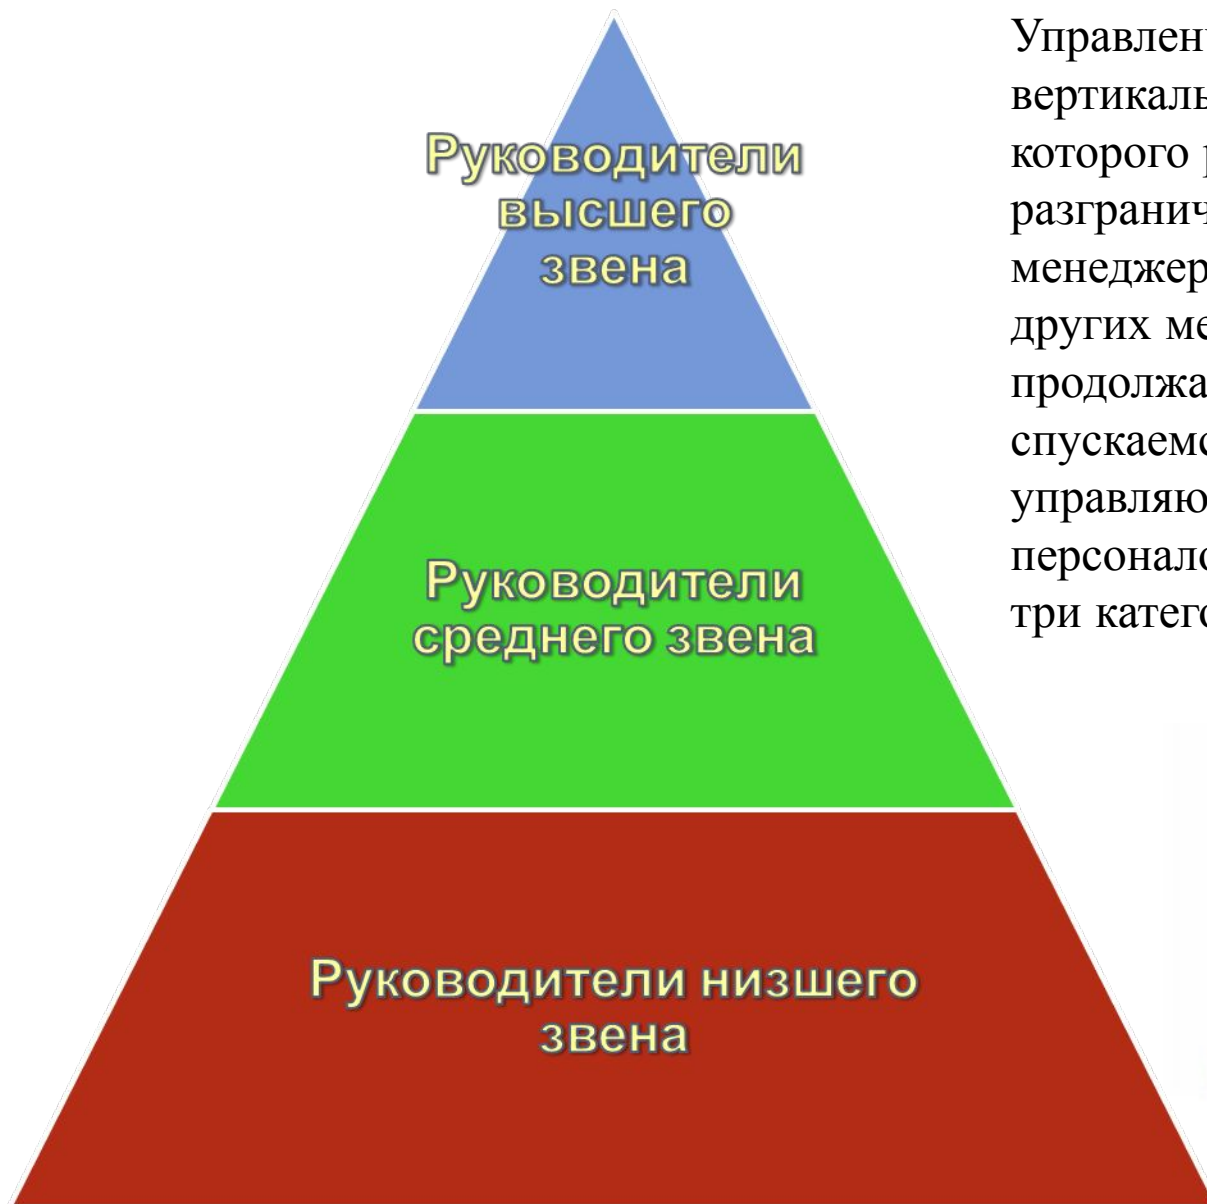 Руководители
высшего
звена
Руководители
среднего звена
Руководители низшего
звена
Управлен
вертикаль
которого р
разгранич
менеджер
других ме
продолжа
спускаемс
управляю
персонало
три катего